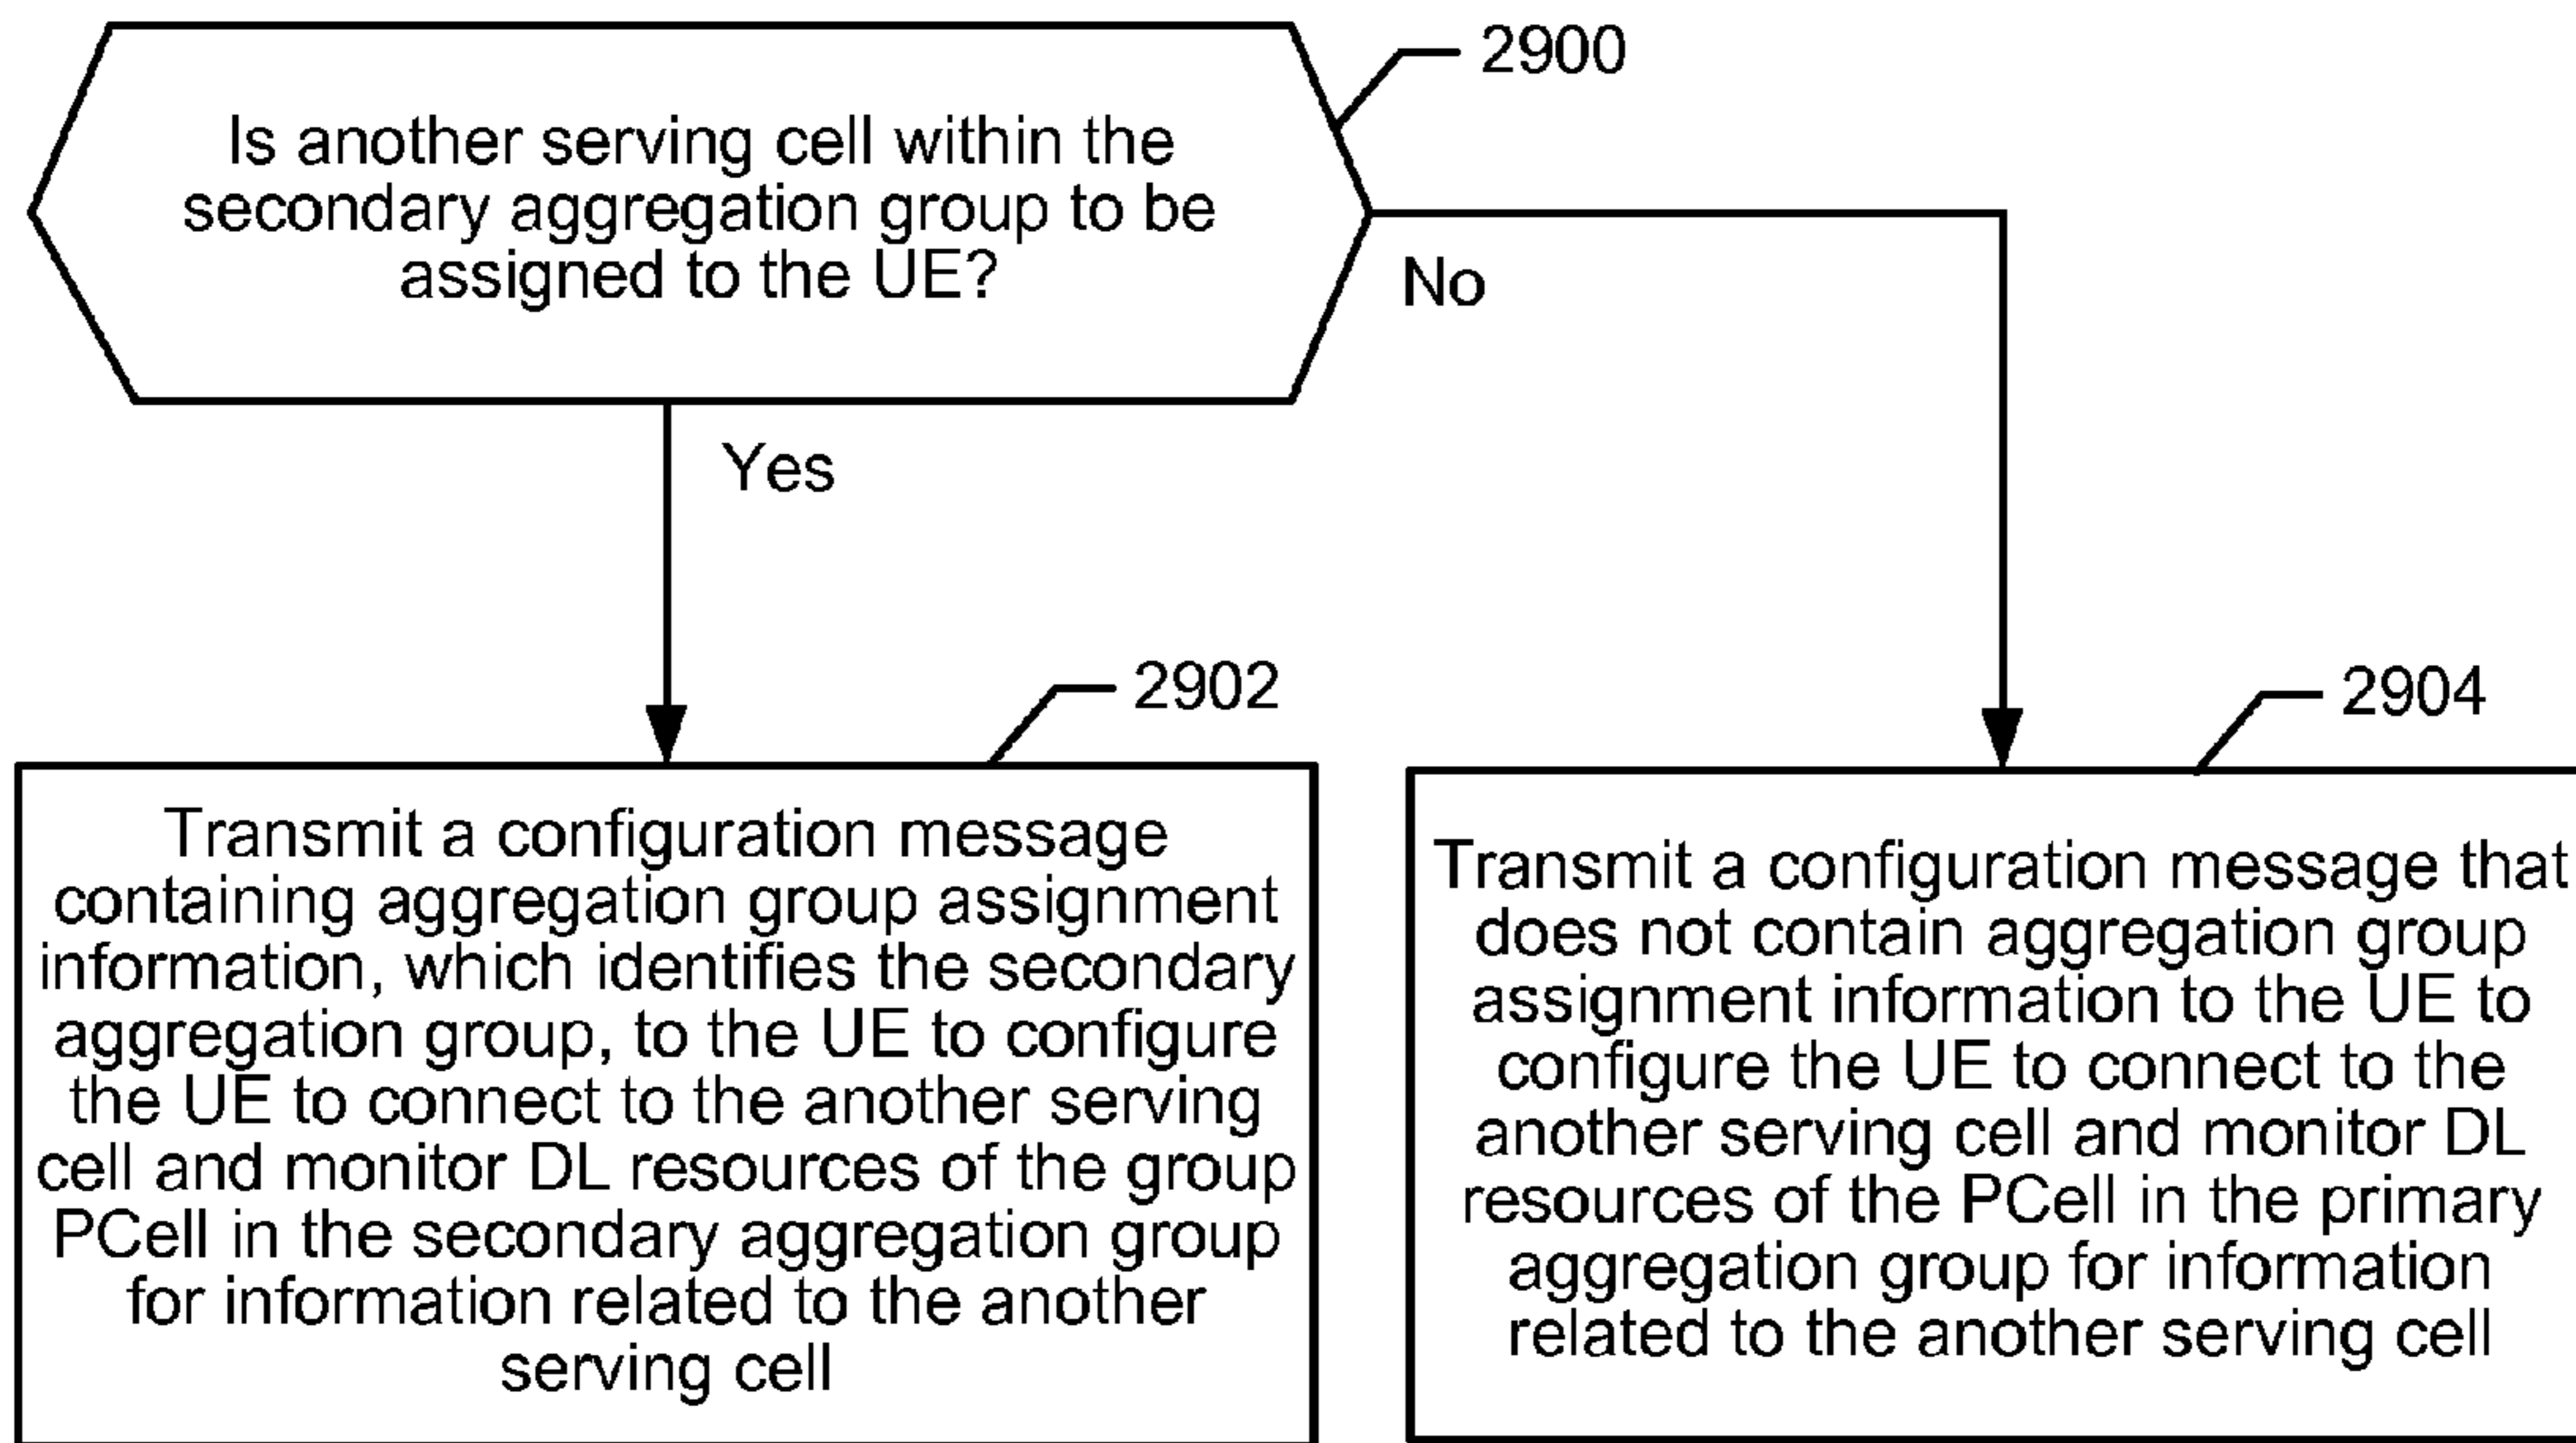 2900
Is another serving cell within the
secondary aggregation group to be
assigned to the UE?
No
Yes
2902
2904
Transmit a configuration message
containing aggregation group assignment
information, which identifies the secondary
aggregation group, to the UE to configure
the UE to connect to the another serving
cell and monitor DL resources of the group
PCell in the secondary aggregation group
for information related to the another
serving cell
Transmit a configuration message that
does not contain aggregation group
assignment information to the UE to
configure the UE to connect to the
another serving cell and monitor DL
resources of the PCell in the primary
aggregation group for information
related to the another serving cell